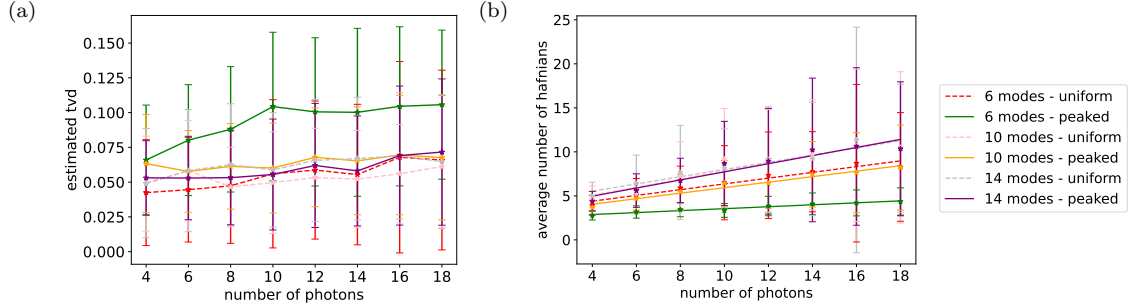 (a)
estimated tvd
0.150
0.125
0.100
0.075
0.050
0.025
0.000
4 6 8 10 12 14 16 18
number of photons
(b)
average number of hafnians
25
20
15
10
5
0
4 6 8 10 12 14 16 18
number of photons
6 modes - uniform
6 modes - peaked
10 modes - uniform
10 modes - peaked
14 modes - uniform
14 modes - peaked